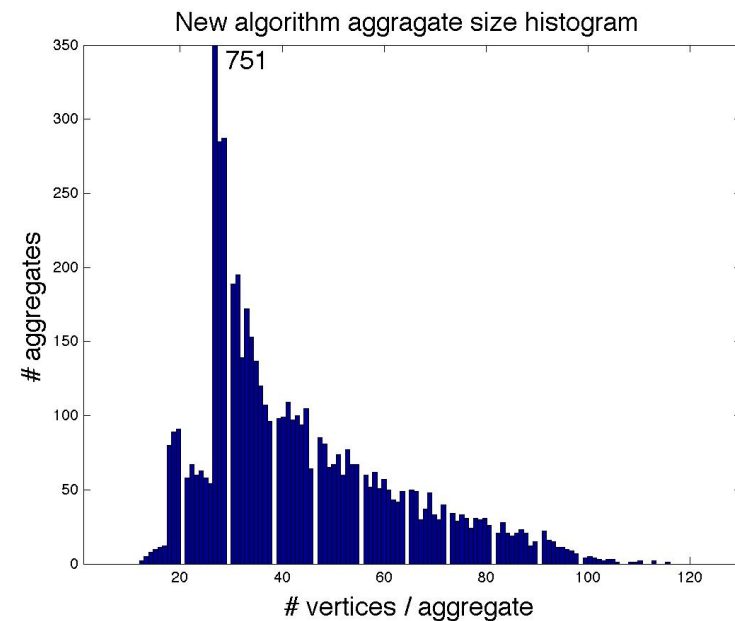 New algorithm aggragate size histogram
350
751
300
250
200
150
100
50
0
# aggregates
20 40 60 80 100 120
# vertices / aggregate